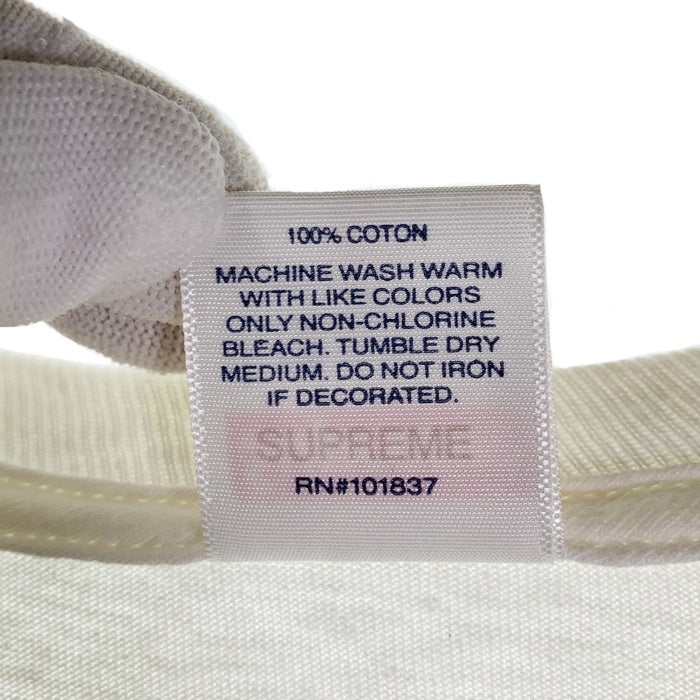 100% COTON
MACHINE WASH WARM
WITH LIKE COLORS
ONLY NON-CHLORINE
BLEACH. TUMBLE DRY
MEDIUM. DO NOT IRON
IF DECORATED.
SUPREME
RN#101837